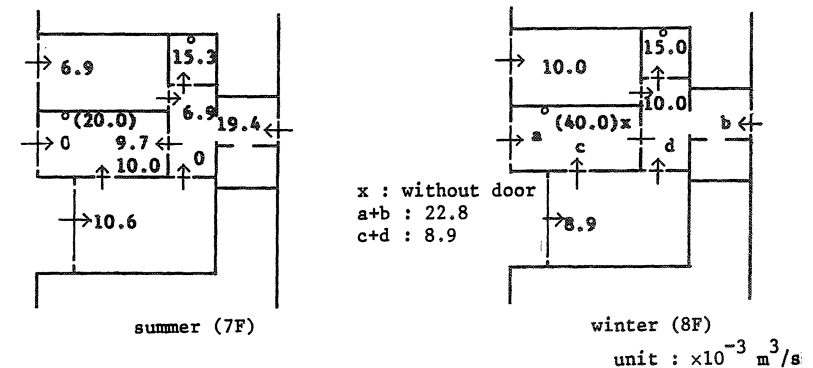 15.3
6.9
6.9
(20.0)
19.4
0
9.7
10.0
0
10.6
summer (7F)
15.0
10.0
10.0
(40.0)x
a
b
c
d
x : without door
a+b : 22.8
c+d : 8.9
8.9
winter (8F)
unit : ×10⁻³ m³/s